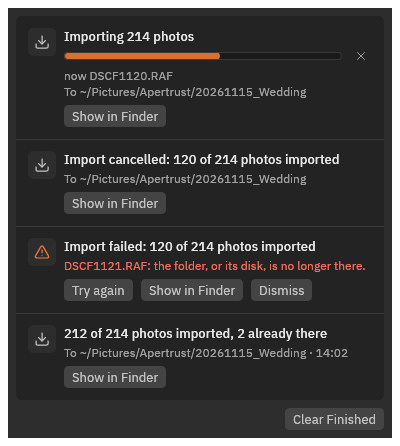 Importing 214 photos
now DSCF1120.RAF
To ~/Pictures/Apertrust/20261115_Wedding
Show in Finder
Import cancelled: 120 of 214 photos imported
To ~/Pictures/Apertrust/20261115_Wedding
Show in Finder
Import failed: 120 of 214 photos imported
DSCF1121.RAF: the folder, or its disk, is no longer there.
Try again Show in Finder Dismiss
212 of 214 photos imported, 2 already there
To ~/Pictures/Apertrust/20261115_Wedding · 14:02
Show in Finder
Clear Finished